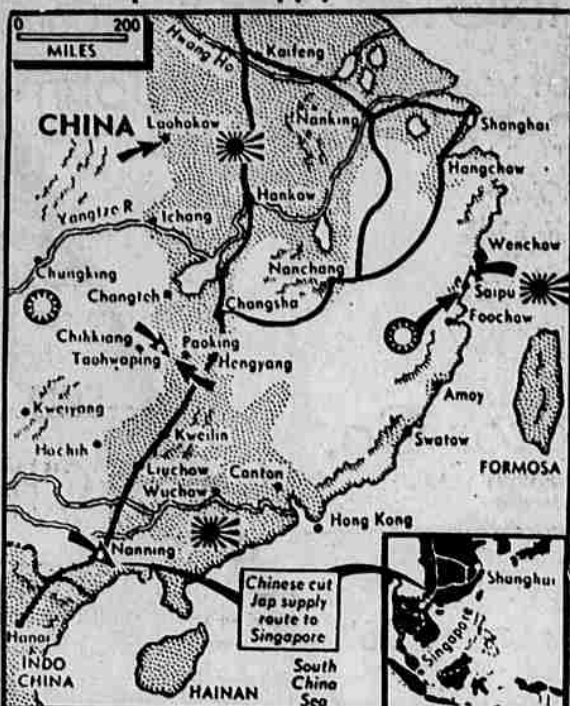 0 200
MILES
Hwang Ho
Kaifeng
CHINA
Laohokow
Nanking
Shanghai
Hangchow
Hankow
Yangtze R
Ichang
Chungking
Wenchow
Nanchang
Changteh
Changsha
Saipu
Foochow
Chihkiang
Paoking
Taohwaping
Hengyang
Kweiyang
Amoy
Kweilin
Hochih
Swatow
Liuchow
Canton
FORMOSA
Wuchow
Hong Kong
Nanning
Chinese cut
Jap supply
route to
Singapore
Shanghai
Singapore
Hanoi
INDO
CHINA
HAINAN
South
China
Sea